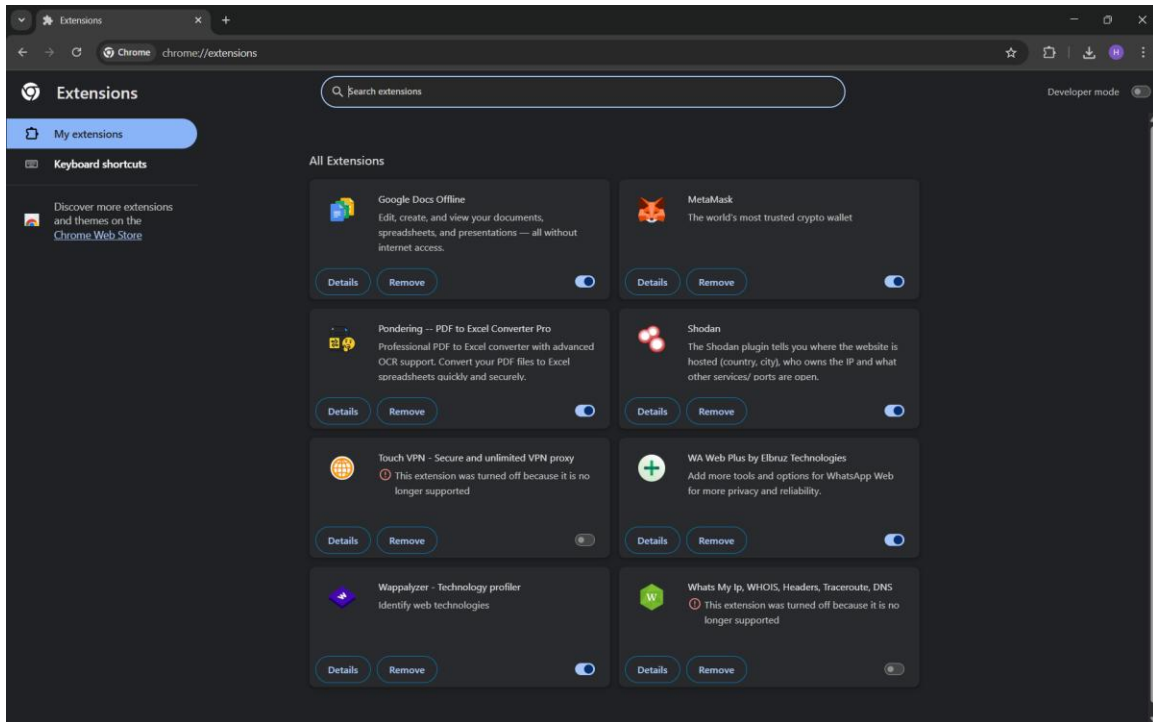 Extensions
Chrome
chrome://extensions
H
Extensions
Search extensions
Developer mode
My extensions
Keyboard shortcuts
Discover more extensions
and themes on the
Chrome Web Store
All Extensions
Google Docs Offline
Edit, create, and view your documents,
spreadsheets, and presentations — all without
internet access.
Details
Remove
MetaMask
The world's most trusted crypto wallet
Details
Remove
Pondering -- PDF to Excel Converter Pro
Professional PDF to Excel converter with advanced
OCR support. Convert your PDF files to Excel
spreadsheets quickly and securely.
Details
Remove
Shodan
The Shodan plugin tells you where the website is
hosted (country, city), who owns the IP and what
other services/ ports are open.
Details
Remove
Touch VPN - Secure and unlimited VPN proxy
This extension was turned off because it is no
longer supported
Details
Remove
WA Web Plus by Elbruz Technologies
Add more tools and options for WhatsApp Web
for more privacy and reliability.
Details
Remove
Wappalyzer - Technology profiler
Identify web technologies
Details
Remove
W
Whats My Ip, WHOIS, Headers, Traceroute, DNS
This extension was turned off because it is no
longer supported
Details
Remove